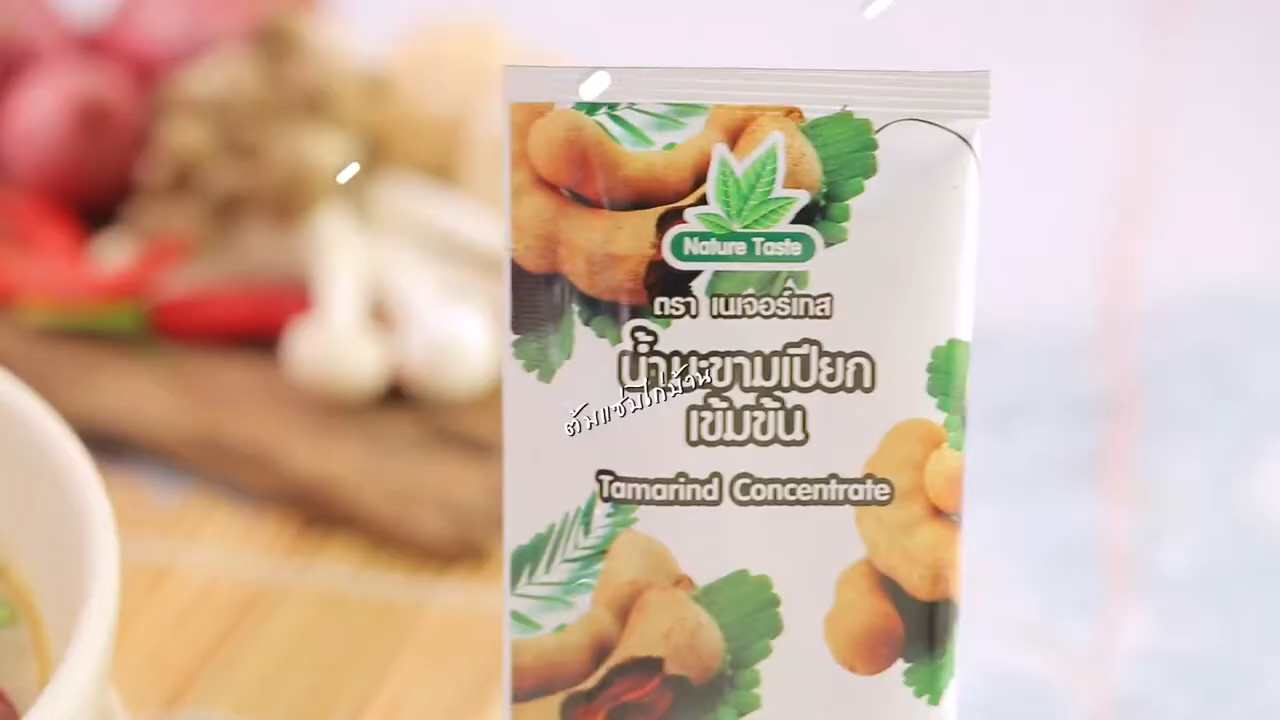 Nature Taste
ตรา เนเจอร์เทส
น้ำมะขามเปียก
ต้มแซ่บไก่บ้าน
เข้มข้น
Tamarind Concentrate